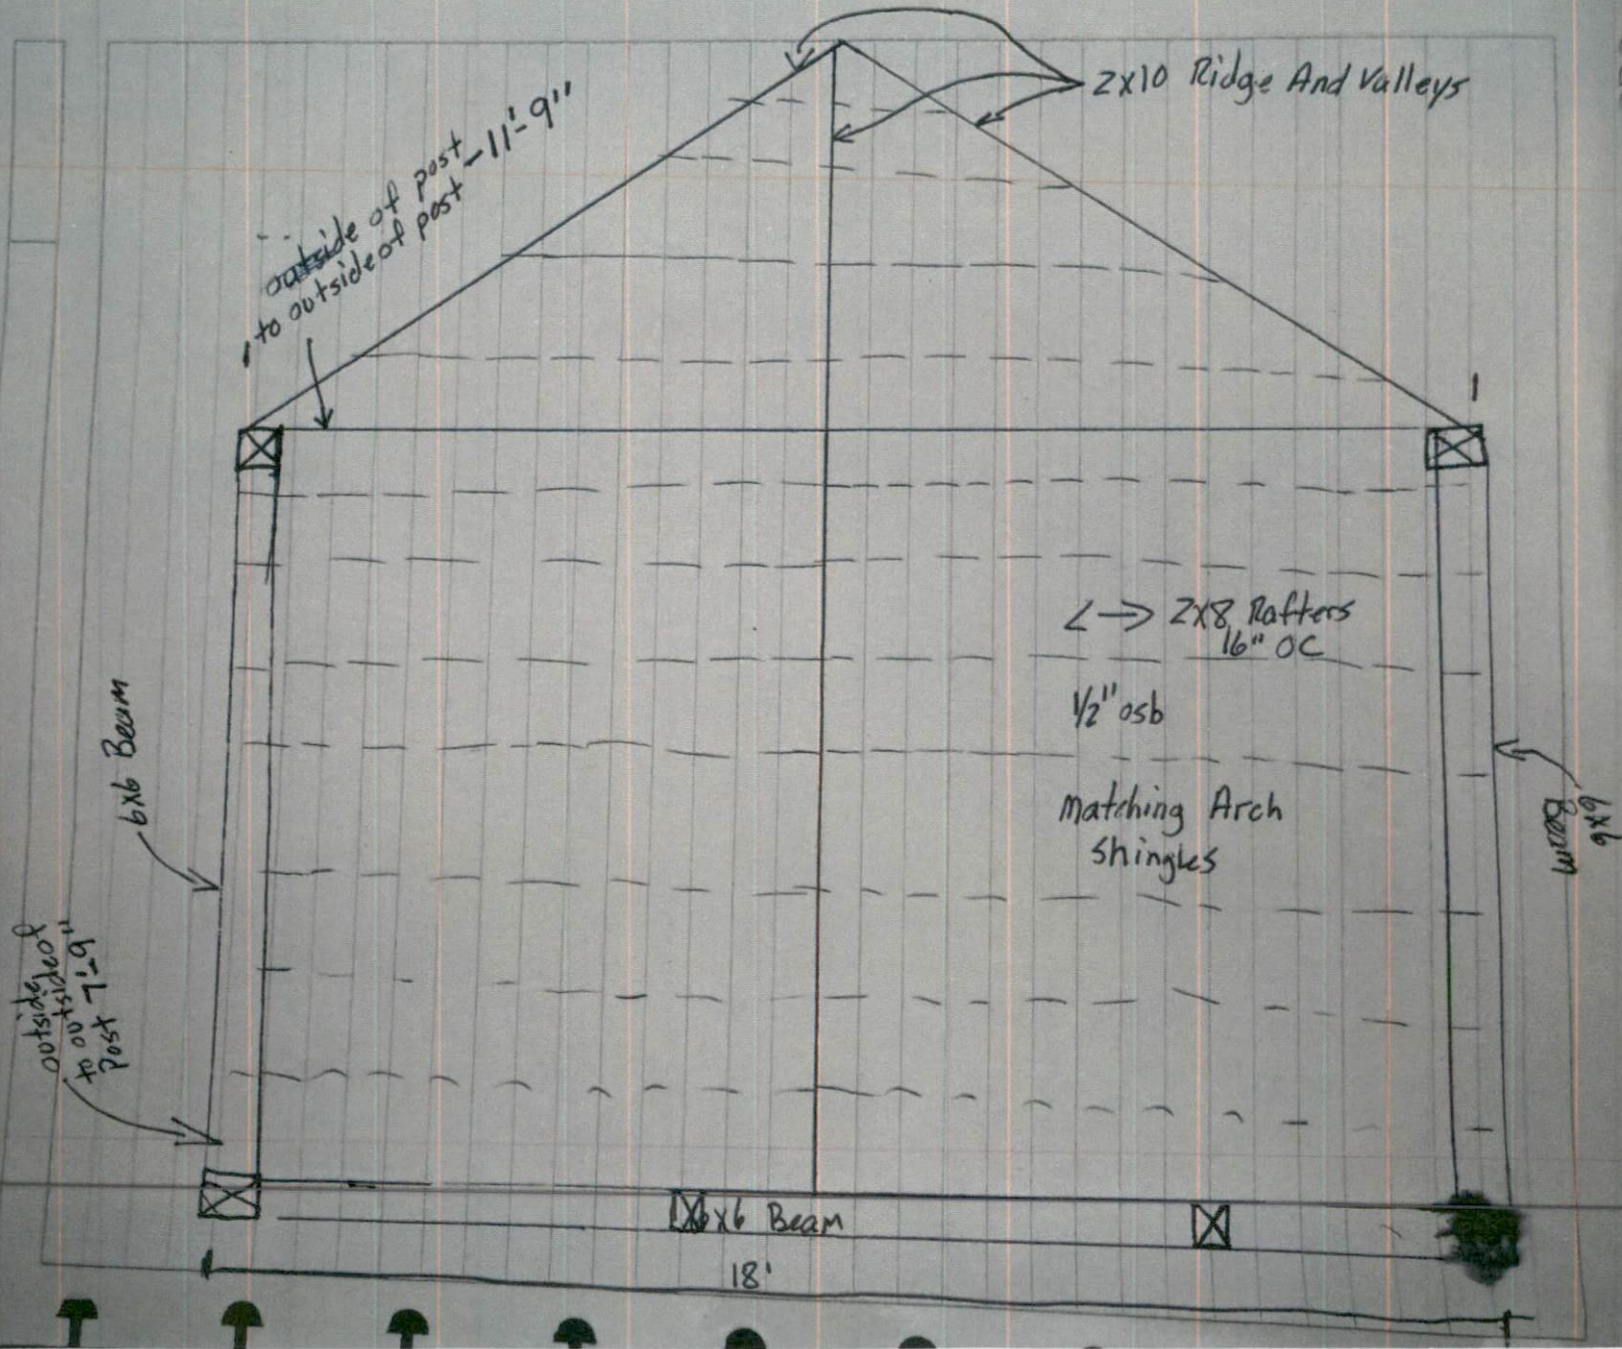 2x10 Ridge And Valleys
outside of post
to outside of post - 11'-9"
2x8 Rafters
16" OC
1/2" osb
Matching Arch
Shingles
6x6 Beam
6x6
Beam
outside
to outside of
post 7'-9"
6x6 Beam
18'